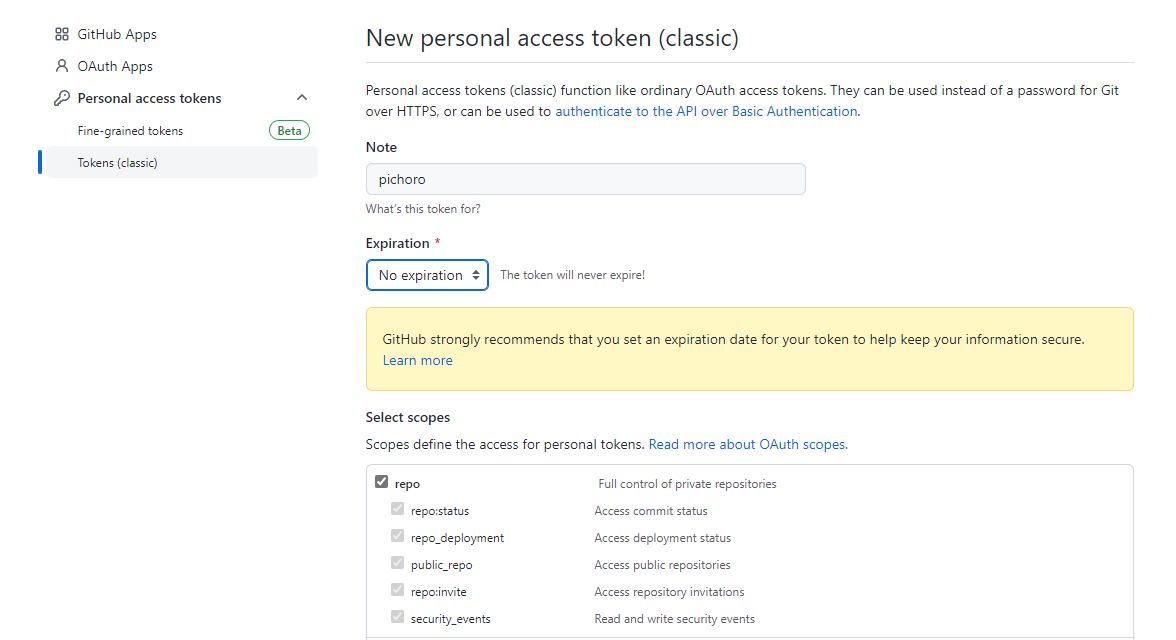 GitHub Apps
OAuth Apps
Personal access tokens
Fine-grained tokens Beta
Tokens (classic)
New personal access token (classic)
Personal access tokens (classic) function like ordinary OAuth access tokens. They can be used instead of a password for Git
over HTTPS, or can be used to authenticate to the API over Basic Authentication.
Note
pichoro
What's this token for?
Expiration *
No expiration The token will never expire!
GitHub strongly recommends that you set an expiration date for your token to help keep your information secure.
Learn more
Select scopes
Scopes define the access for personal tokens. Read more about OAuth scopes.
repo Full control of private repositories
repo:status Access commit status
repo_deployment Access deployment status
public_repo Access public repositories
repo:invite Access repository invitations
security_events Read and write security events